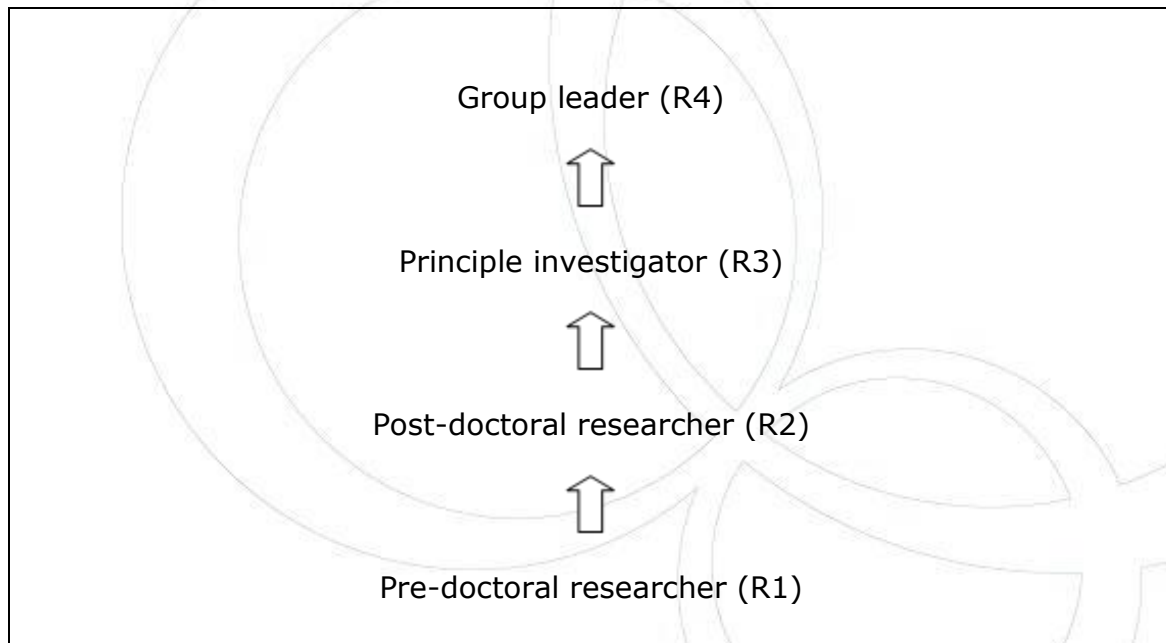 Group leader (R4)
Principle investigator (R3)
Post-doctoral researcher (R2)
Pre-doctoral researcher (R1)